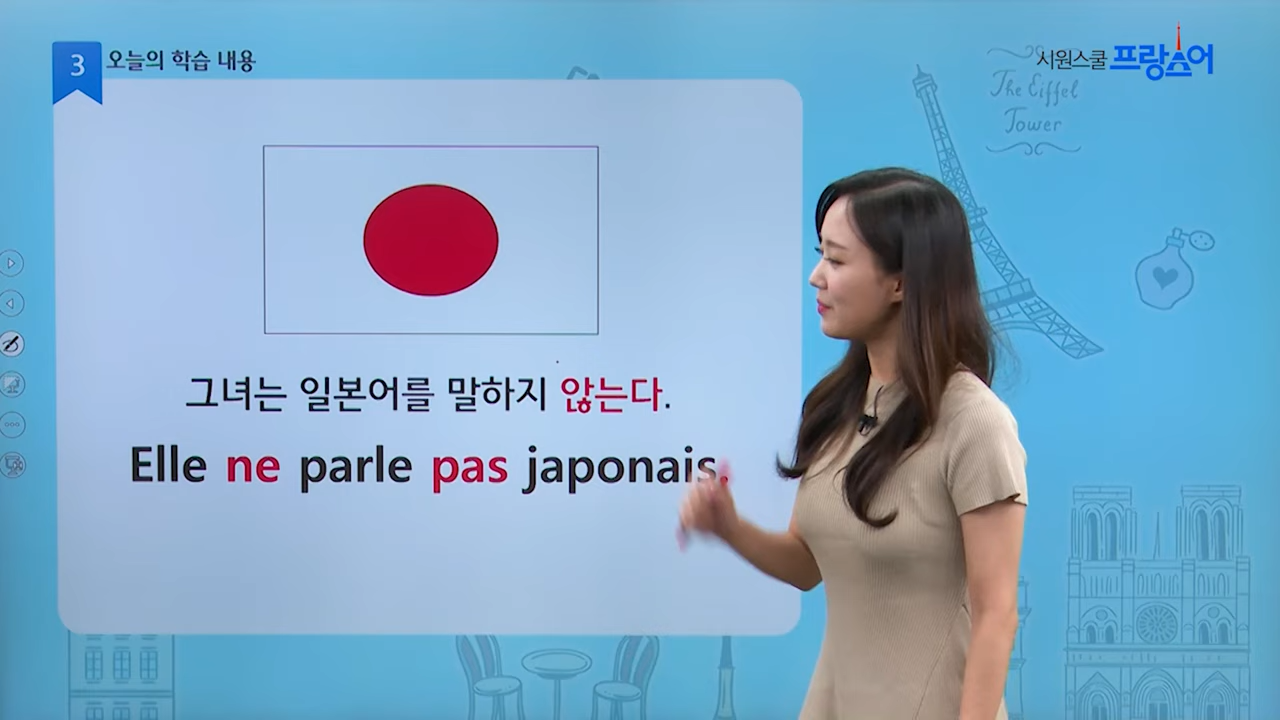 3
오늘의 학습 내용
시원스쿨 프랑스어
The Eiffel
Tower
그녀는 일본어를 말하지 않는다.
Elle ne parle pas japonais.